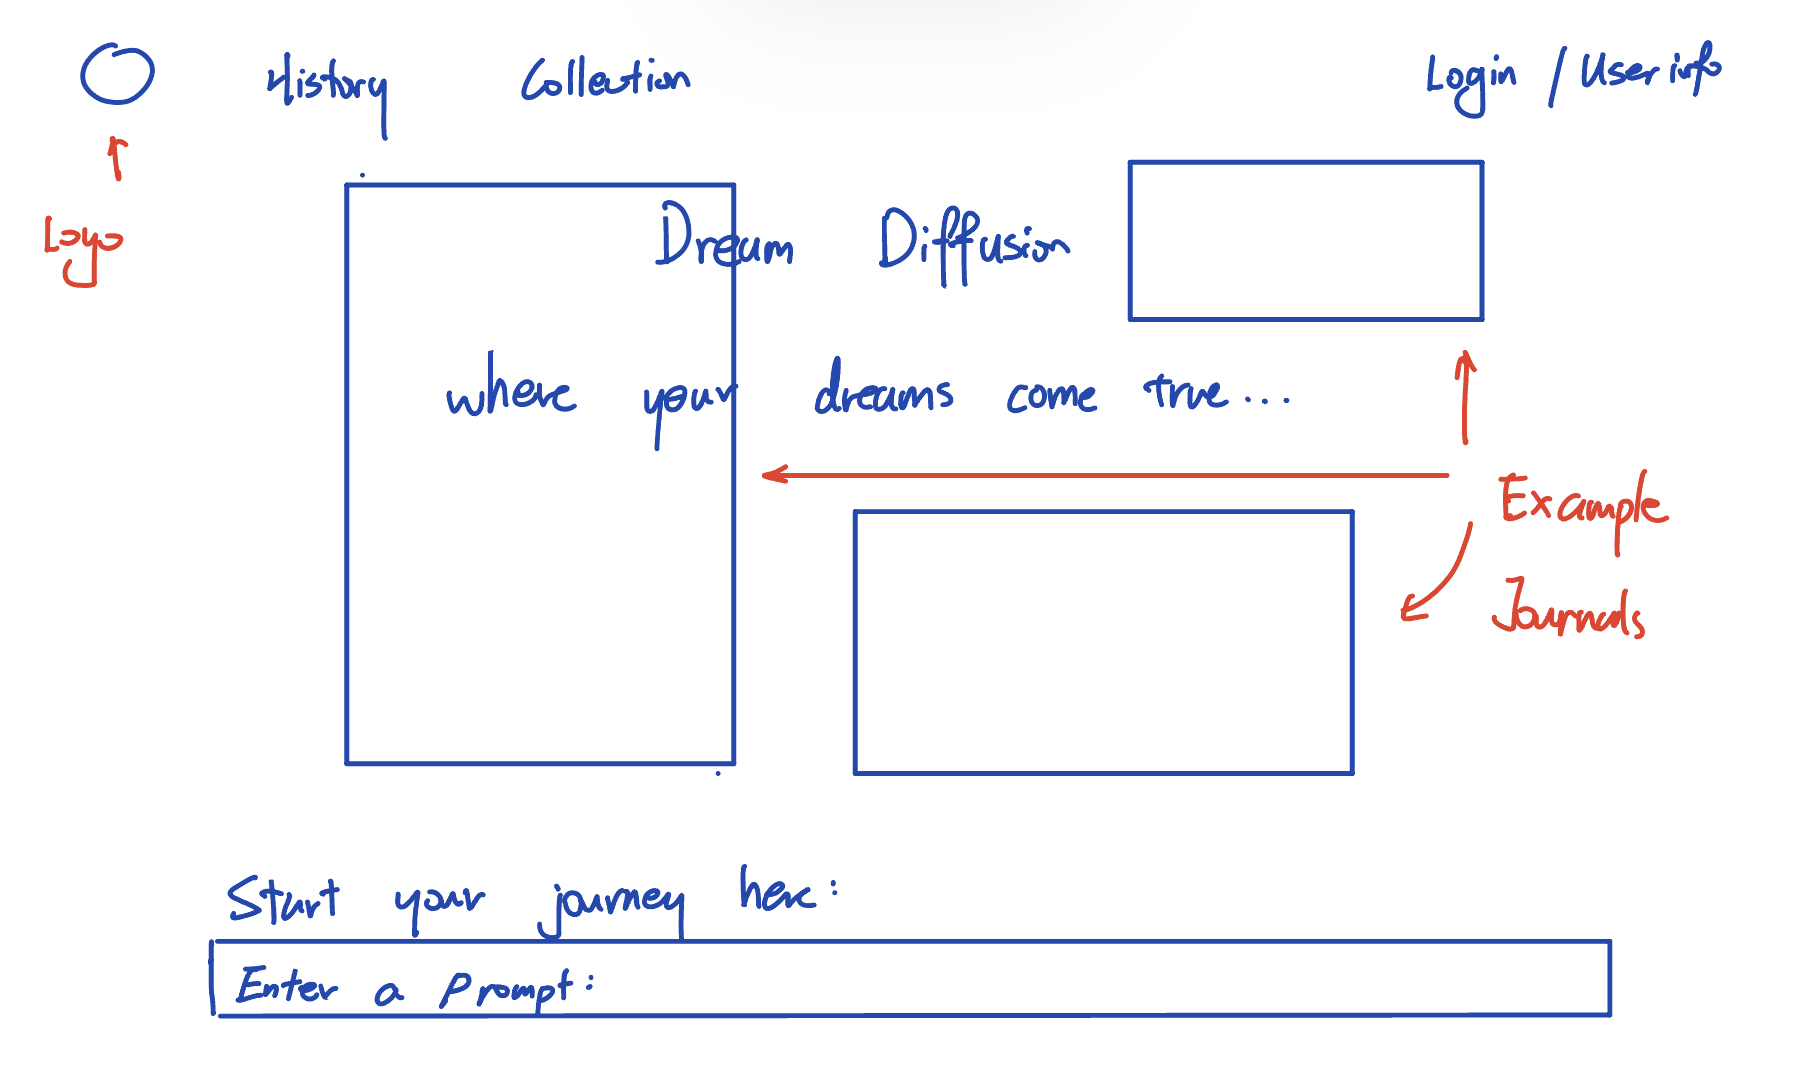 History Collection Login / User info
Logo
Dream Diffusion
where your dreams come true...
Example
Journals
Start your journey here:
Enter a Prompt: